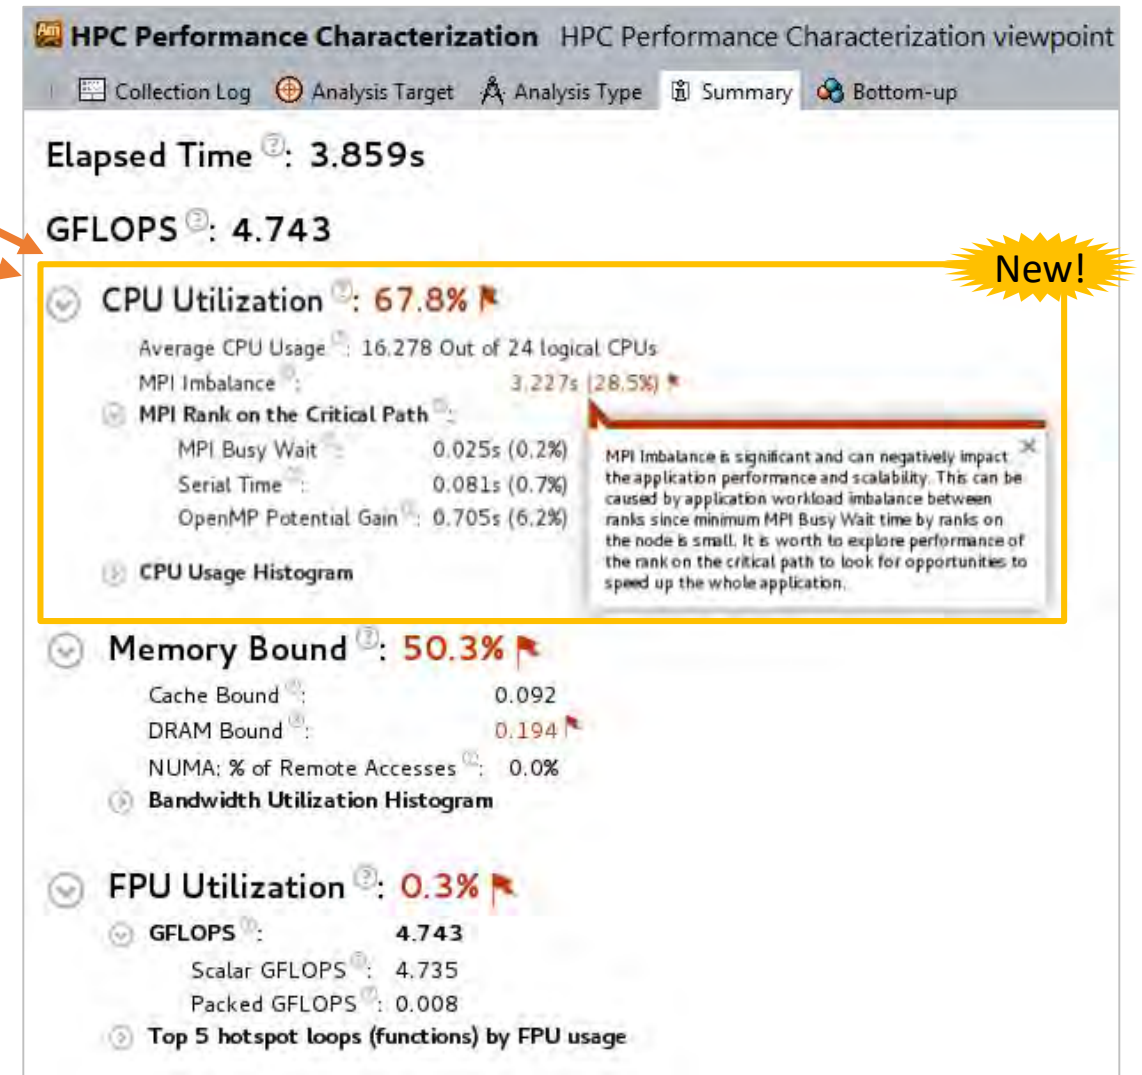 HPC Performance Characterization HPC Performance Characterization viewpoint
Collection Log Analysis Target Analysis Type Summary Bottom-up
Elapsed Time ?: 3.859s
GFLOPS ?: 4.743
New!
CPU Utilization ?: 67.8%
Average CPU Usage ?: 16.278 Out of 24 logical CPUs
MPI Imbalance ?: 3.227s (28.5%)
MPI Rank on the Critical Path ?:
MPI Busy Wait ?: 0.025s (0.2%)
Serial Time ?: 0.081s (0.7%)
OpenMP Potential Gain ?: 0.705s (6.2%)
CPU Usage Histogram
MPI Imbalance is significant and can negatively impact
the application performance and scalability. This can be
caused by application workload imbalance between
ranks since minimum MPI Busy Wait time by ranks on
the node is small. It is worth to explore performance of
the rank on the critical path to look for opportunities to
speed up the whole application.
Memory Bound ?: 50.3%
Cache Bound ?: 0.092
DRAM Bound ?: 0.194
NUMA: % of Remote Accesses ?: 0.0%
Bandwidth Utilization Histogram
FPU Utilization ?: 0.3%
GFLOPS ?: 4.743
Scalar GFLOPS ?: 4.735
Packed GFLOPS ?: 0.008
Top 5 hotspot loops (functions) by FPU usage